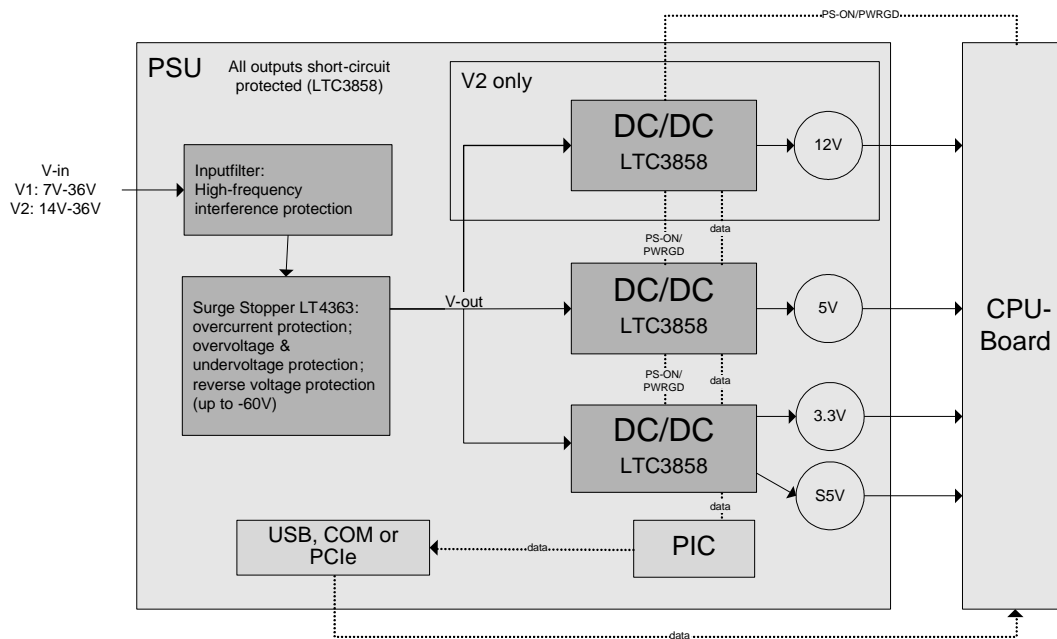 PS-ON/PWRGD
PSU
All outputs short-circuit
protected (LTC3858)
V2 only
DC/DC
LTC3858
12V
V-in
V1: 7V-36V
V2: 14V-36V
Inputfilter:
High-frequency
interference protection
PS-ON/
PWRGD
data
Surge Stopper LT4363:
overcurrent protection;
overvoltage &
undervoltage protection;
reverse voltage protection
(up to -60V)
V-out
DC/DC
LTC3858
5V
CPU-
Board
PS-ON/
PWRGD
data
DC/DC
LTC3858
3.3V
S5V
data
USB, COM or
PCIe
data
PIC
data